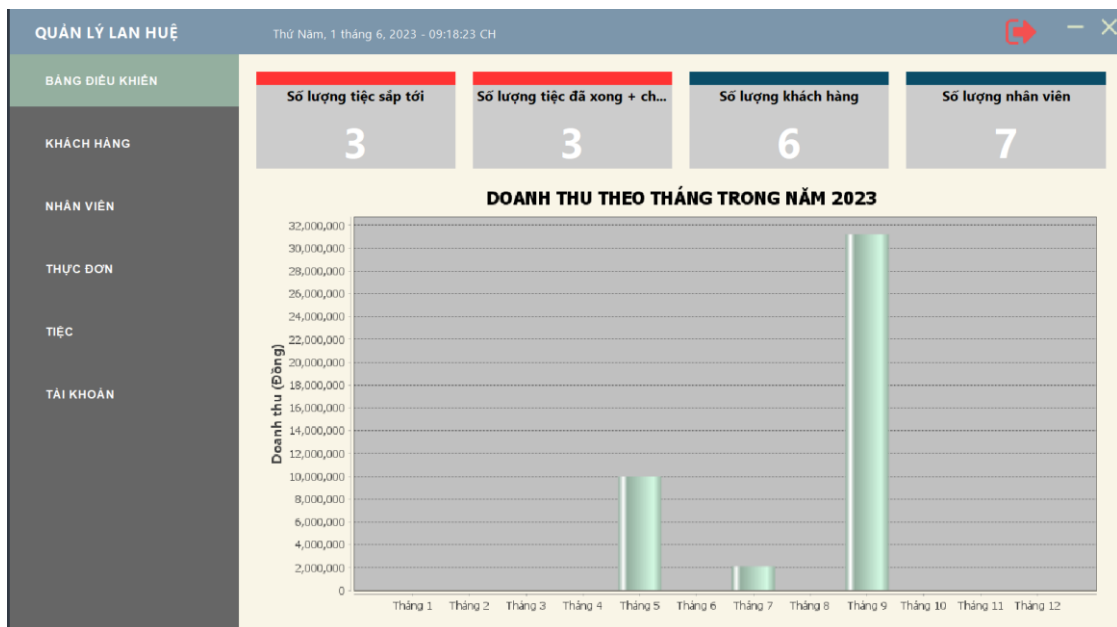 QUẢN LÝ LAN HUỆ
Thứ Năm, 1 tháng 6, 2023 - 09:18:23 CH
BẢNG ĐIỀU KHIỂN
KHÁCH HÀNG
NHÂN VIÊN
THỰC ĐƠN
TIỆC
TÀI KHOẢN
Số lượng tiệc sắp tới
3
Số lượng tiệc đã xong + ch...
3
Số lượng khách hàng
6
Số lượng nhân viên
7
DOANH THU THEO THÁNG TRONG NĂM 2023
Doanh thu (Đồng)
32,000,000
30,000,000
28,000,000
26,000,000
24,000,000
22,000,000
20,000,000
18,000,000
16,000,000
14,000,000
12,000,000
10,000,000
8,000,000
6,000,000
4,000,000
2,000,000
0
Tháng 1 Tháng 2 Tháng 3 Tháng 4 Tháng 5 Tháng 6 Tháng 7 Tháng 8 Tháng 9 Tháng 10 Tháng 11 Tháng 12